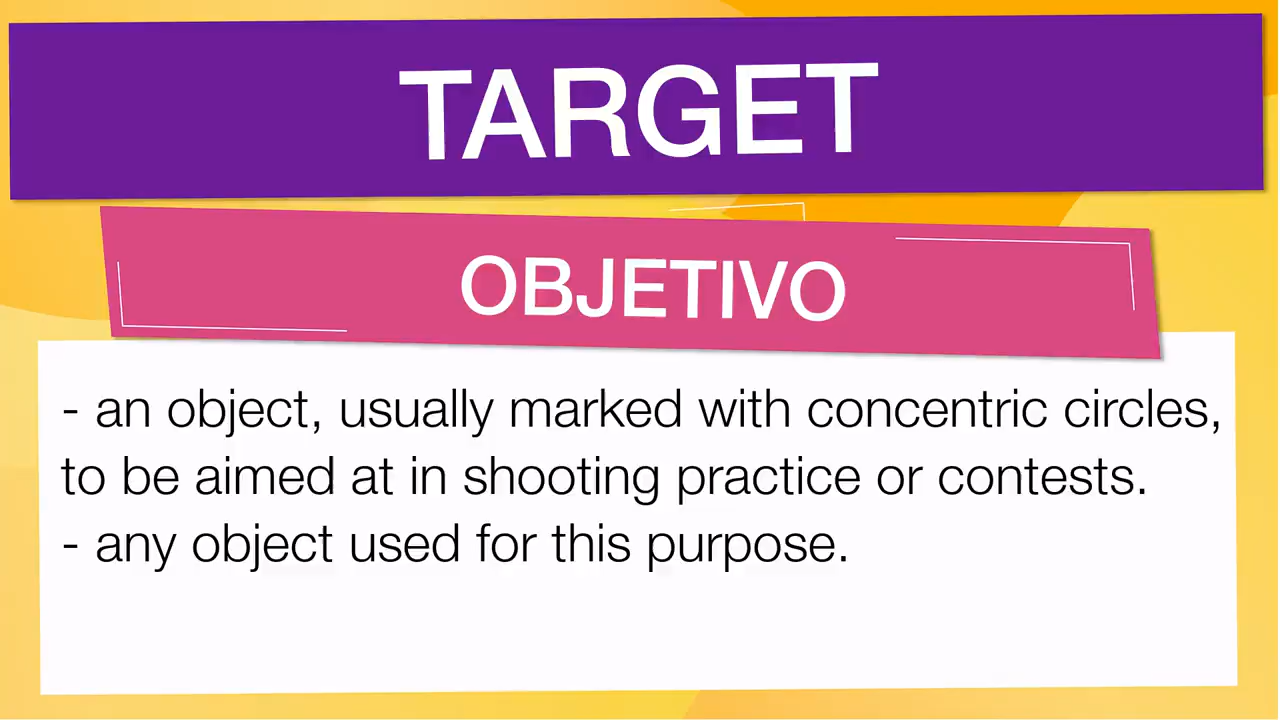 TARGET
OBJETIVO
- an object, usually marked with concentric circles,
to be aimed at in shooting practice or contests.
- any object used for this purpose.